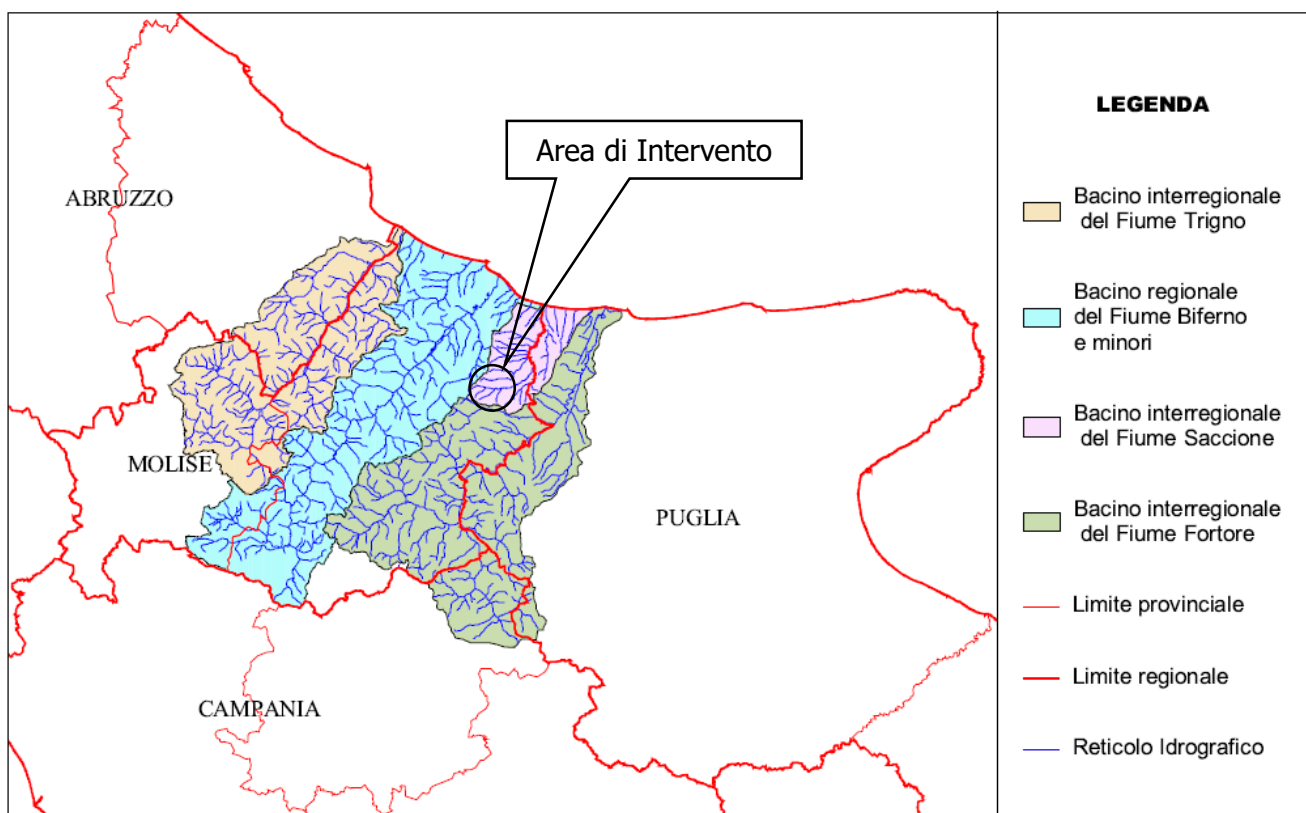 Area di Intervento
ABRUZZO
MOLISE
PUGLIA
CAMPANIA
LEGENDA
Bacino interregionale
del Fiume Trigno
Bacino regionale
del Fiume Biferno
e minori
Bacino interregionale
del Fiume Saccione
Bacino interregionale
del Fiume Fortore
Limite provinciale
Limite regionale
Reticolo Idrografico